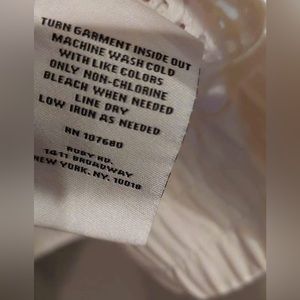 TURN GARMENT INSIDE OUT
MACHINE WASH COLD
WITH LIKE COLORS
ONLY NON-CHLORINE
BLEACH WHEN NEEDED
LINE DRY
LOW IRON AS NEEDED
RN 107680
RUBY RD.
1411 BROADWAY
NEW YORK, NY. 10018